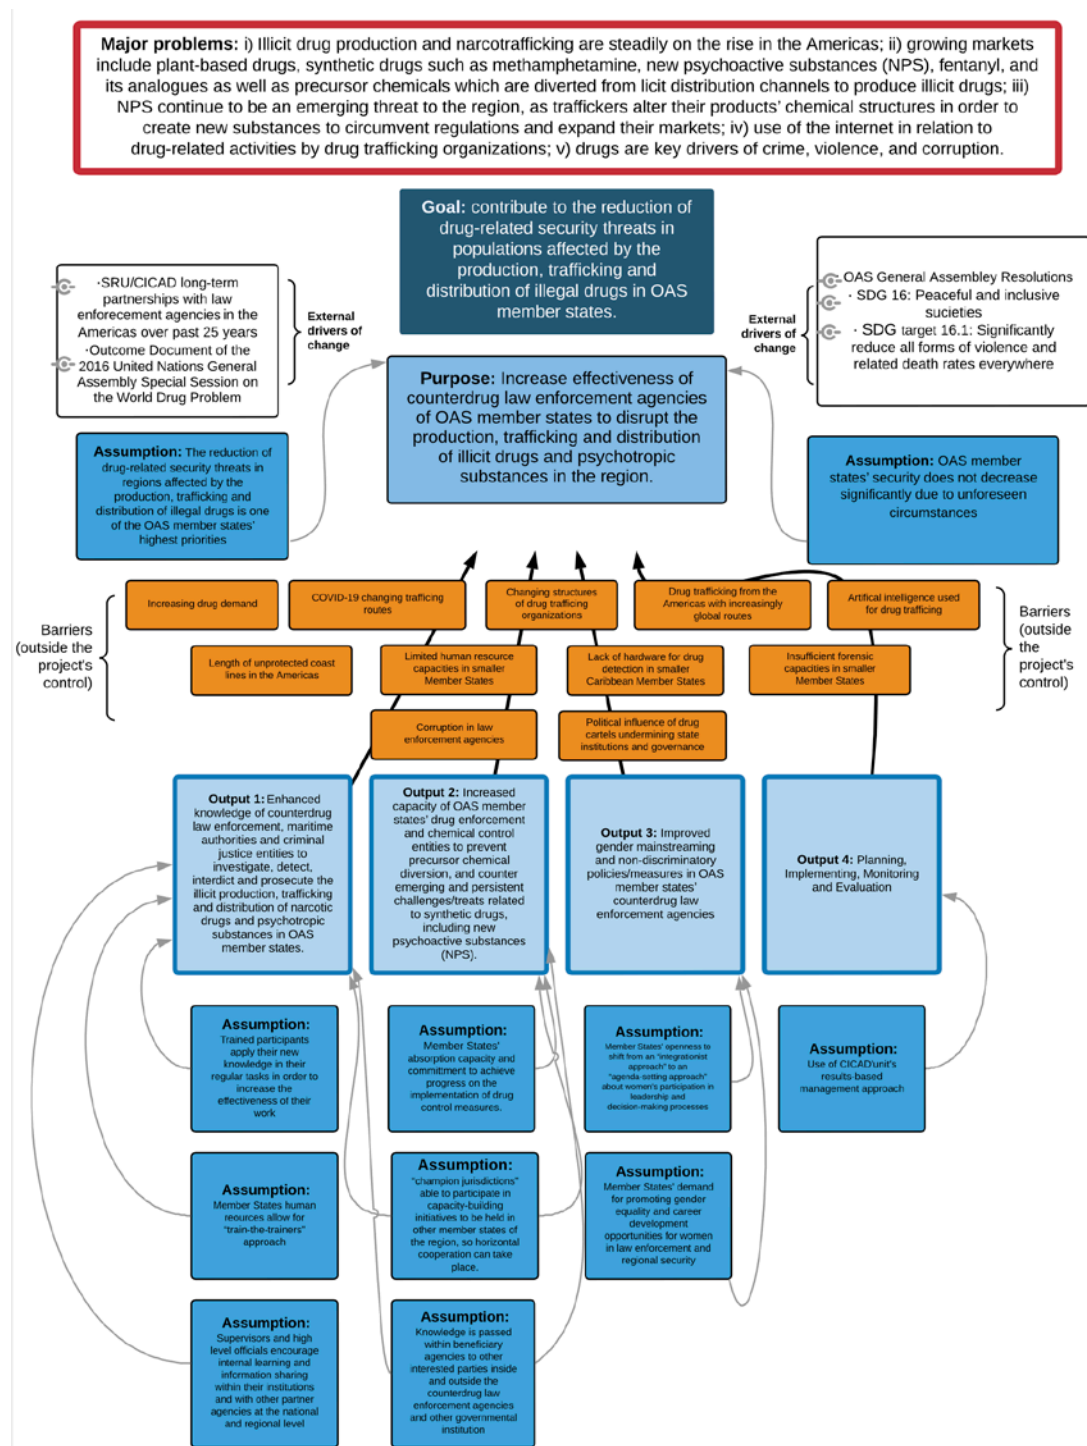 Major problems: i) Illicit drug production and narcotrafficking are steadily on the rise in the Americas; ii) growing markets
include plant-based drugs, synthetic drugs such as methamphetamine, new psychoactive substances (NPS), fentanyl, and
its analogues as well as precursor chemicals which are diverted from licit distribution channels to produce illicit drugs; iii)
NPS continue to be an emerging threat to the region, as traffickers alter their products' chemical structures in order to
create new substances to circumvent regulations and expand their markets; iv) use of the internet in relation to
drug-related activities by drug trafficking organizations; v) drugs are key drivers of crime, violence, and corruption.
Goal: contribute to the reduction of
drug-related security threats in
populations affected by the
production, trafficking and
distribution of illegal drugs in OAS
member states.
·SRU/CICAD long-term
partnerships with law
enforecement agencies in the
Americas over past 25 years
·Outcome Document of the
2016 United Nations General
Assembly Special Session on
the World Drug Problem
External
drivers of
change
External
drivers of
change
OAS General Assembley Resolutions
· SDG 16: Peaceful and inclusive
sucieties
· SDG target 16.1: Significantly
reduce all forms of violence and
related death rates everywhere
Purpose: Increase effectiveness of
counterdrug law enforcement agencies
of OAS member states to disrupt the
production, trafficking and distribution
of illicit drugs and psychotropic
substances in the region.
Assumption: The reduction of
drug-related security threats in
regions affected by the
production, trafficking and
distribution of illegal drugs is one
of the OAS member states'
highest priorities
Assumption: OAS member
states' security does not decrease
significantly due to unforeseen
circumstances
Barriers
(outside the
project's
control)
Increasing drug demand
COVID-19 changing trafficing
routes
Changing structures
of drug trafficing
organizations
Drug trafficking from the
Americas with increasingly
global routes
Artifical intelligence used
for drug trafficing
Barriers
(outside
the
project's
control)
Length of unprotected coast
lines in the Americas
Limited human resource
capacities in smaller
Member States
Lack of hardware for drug
detection in smaller
Caribbean Member States
Insufficient forensic
capacities in smaller
Member States
Corruption in law
enforcement agencies
Political influence of drug
cartels undermining state
institutions and governance
Output 1: Enhanced
knowledge of counterdrug
law enforcement, maritime
authorities and criminal
justice entities to
investigate, detect,
interdict and prosecute the
illicit production, trafficking
and distribution of narcotic
drugs and psychotropic
substances in OAS
member states.
Output 2: Increased
capacity of OAS member
states' drug enforcement
and chemical control
entities to prevent
precursor chemical
diversion, and counter
emerging and persistent
challenges/treats related
to synthetic drugs,
including new
psychoactive substances
(NPS).
Output 3: Improved
gender mainstreaming
and non-discriminatory
policies/measures in OAS
member states'
counterdrug law
enforcement agencies
Output 4: Planning,
Implementing, Monitoring
and Evaluation
Assumption:
Trained participants
apply their new
knowledge in their
regular tasks in order to
increase the
effectiveness of their
work
Assumption:
Member States'
absorption capacity and
commitment to achieve
progress on the
implementation of drug
control measures.
Assumption:
Member States' openness to
shift from an "integrationist
approach" to an
"agenda-setting approach"
about women's participation in
leadership and
decision-making processes
Assumption:
Use of CICAD/unit's
results-based
management approach
Assumption:
Member States human
resources allow for
"train-the-trainers"
approach
Assumption:
"champion jurisdictions"
able to participate in
capacity-building
initiatives to be held in
other member states of
the region, so horizontal
cooperation can take
place.
Assumption:
Member States' demand
for promoting gender
equality and career
development
opportunities for women
in law enforcement and
regional security
Assumption:
Supervisors and high
level officials encourage
internal learning and
information sharing
within their institutions
and with other partner
agencies at the national
and regional level
Assumption:
Knowledge is passed
within beneficiary
agencies to other
interested parties inside
and outside the
counterdrug law
enforcement agencies
and other governmental
institution